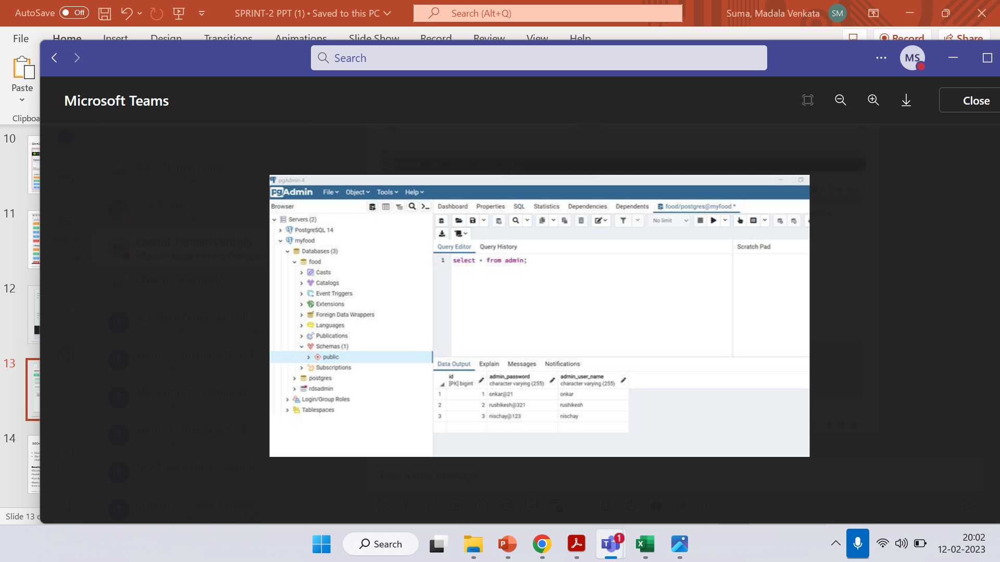 AutoSave Off SPRINT-2 PPT (1) • Saved to this PC Search (Alt+Q) Suma, Madala Venkata SM
File Home Insert Design Transitions Animations Slide Show Record Review View Help Record Share
Search MS
Paste
Microsoft Teams Close
Clipboa
10
11
12
13
14
pgAdmin 4
pgAdmin File Object Tools Help
Browser Dashboard Properties SQL Statistics Dependencies Dependents food/postgres@myfood *
Servers (2) No limit
PostgreSQL 14
myfood
Databases (3) Query Editor Query History Scratch Pad
food 1 select * from admin;
Casts
Catalogs
Event Triggers
Extensions
Foreign Data Wrappers
Languages
Publications
Schemas (1)
public
Subscriptions
postgres
rdsadmin
Login/Group Roles
Tablespaces
Data Output Explain Messages Notifications
id admin_password admin_user_name
[PK] bigint character varying (255) character varying (255)
1 1 onkar@21 onkar
2 2 rushikesh@321 rushikesh
3 3 nischay@123 nischay
Keerthi, Penneti Venkata
Type a new message
Slide 13 o
Search 1 20:02
12-02-2023